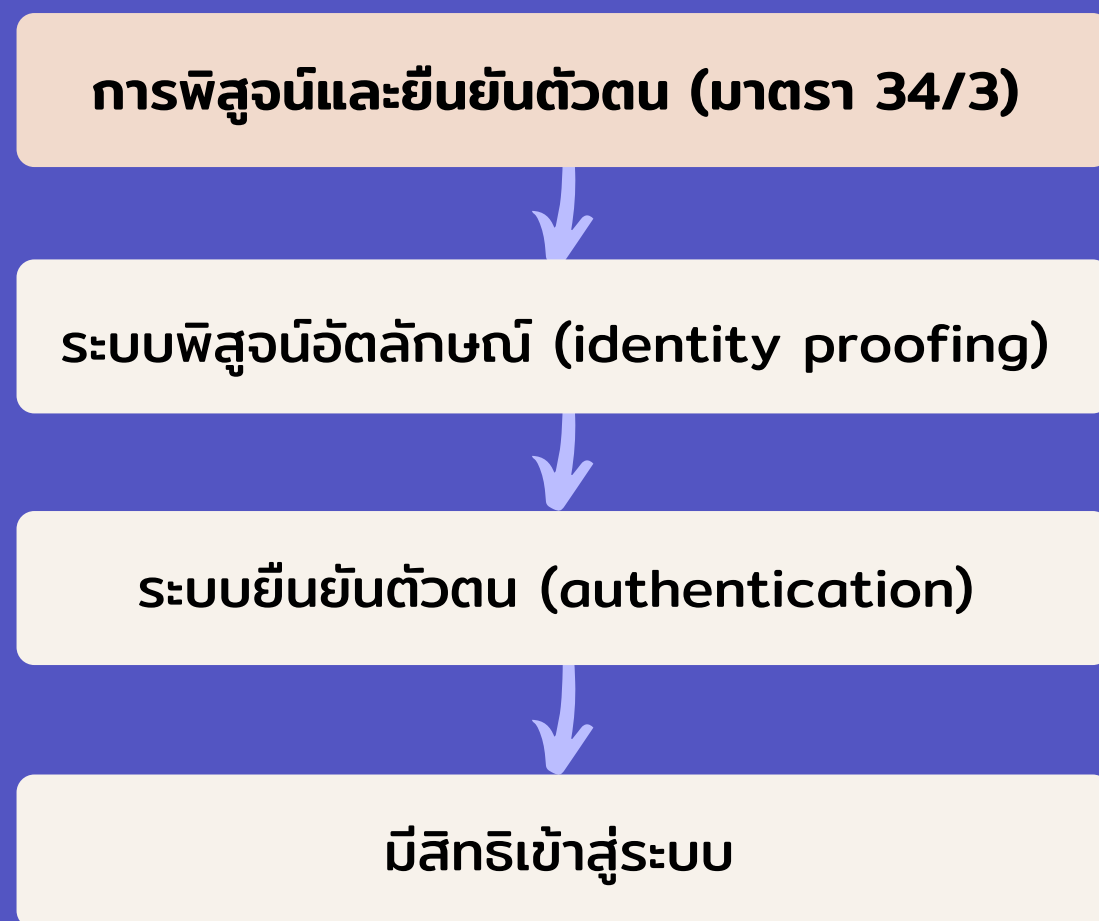 การพิสูจน์และยืนยันตัวตน (มาตรา 34/3)
ระบบพิสูจน์อัตลักษณ์ (identity proofing)
ระบบยืนยันตัวตน (authentication)
มีสิทธิเข้าสู่ระบบ